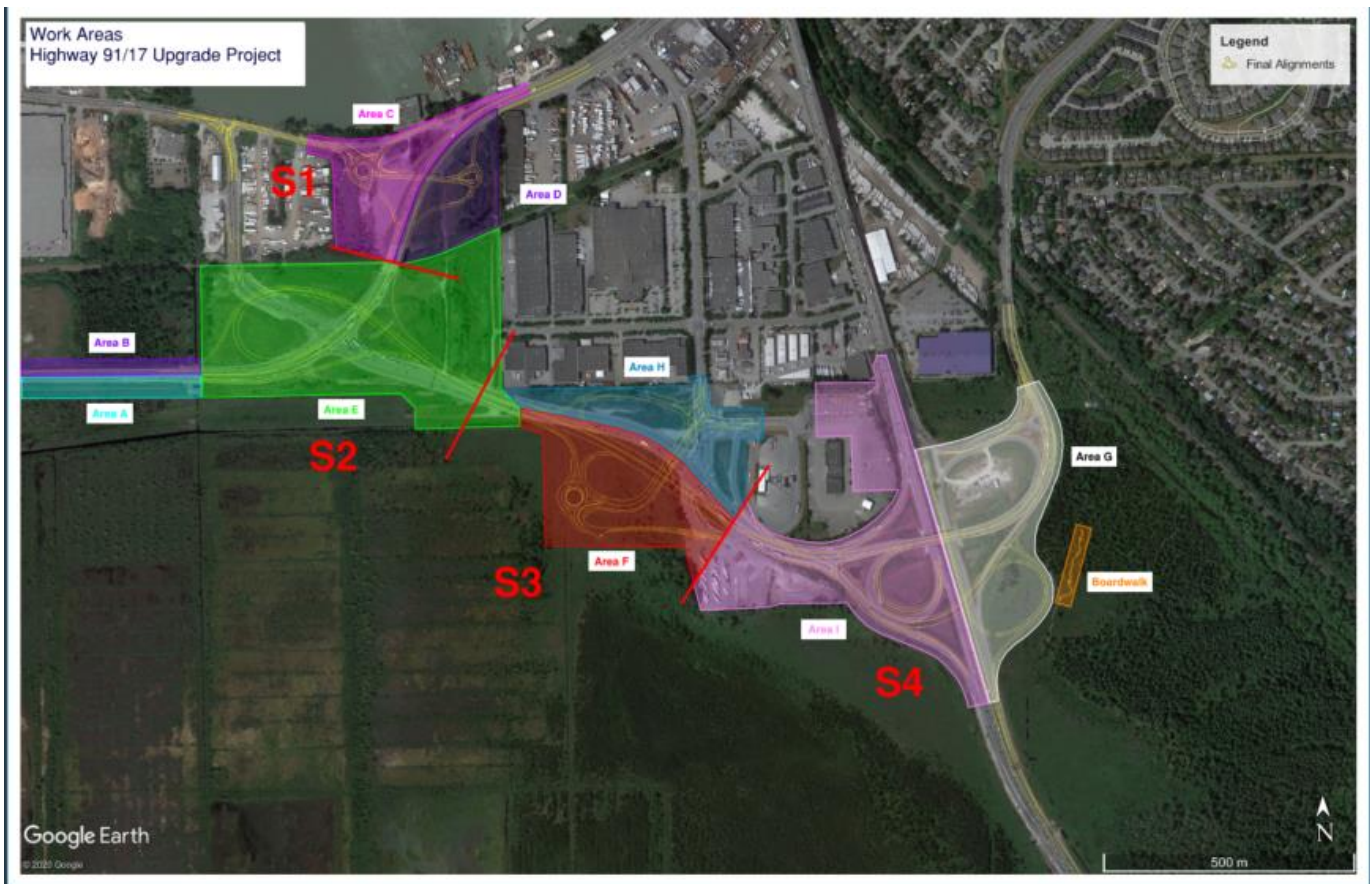 Work Areas
Highway 91/17 Upgrade Project
Legend
Final Alignments
Area C
S1
Area D
Area B
Area H
Area A
Area E
S2
Area G
Area F
S3
Boardwalk
Area I
S4
Google Earth
© 2020 Google
N
500 m